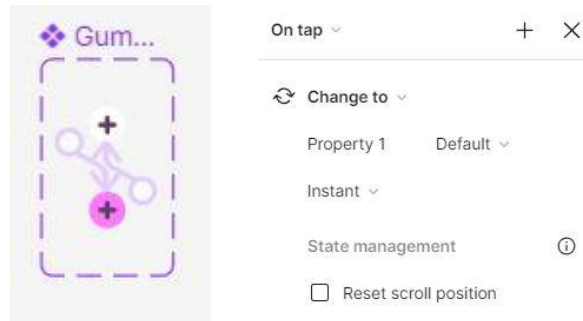 Gum...
On tap
Change to
Property 1 Default
Instant
State management
Reset scroll position